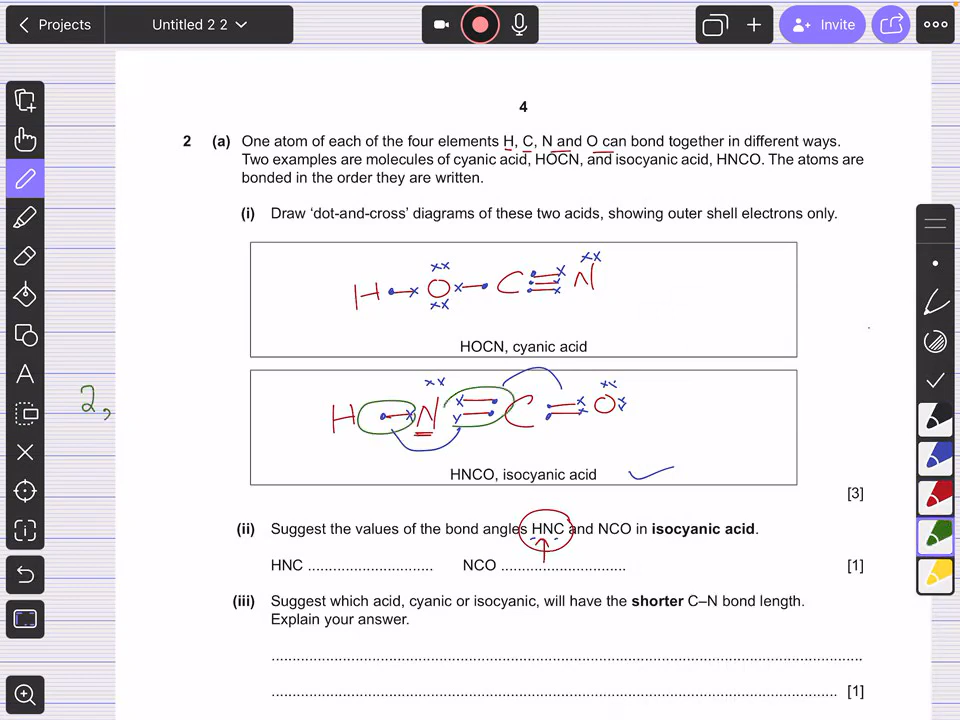 Projects
Untitled 2 2
Invite
4
2 (a) One atom of each of the four elements H, C, N and O can bond together in different ways.
Two examples are molecules of cyanic acid, HOCN, and isocyanic acid, HNCO. The atoms are
bonded in the order they are written.
(i) Draw ‘dot-and-cross’ diagrams of these two acids, showing outer shell electrons only.
xx xx
H O C N
xx
HOCN, cyanic acid
xx xx
2, H N C O
HNCO, isocyanic acid
[3]
(ii) Suggest the values of the bond angles HNC and NCO in isocyanic acid.
HNC ............................. NCO ............................. [1]
(iii) Suggest which acid, cyanic or isocyanic, will have the shorter C–N bond length.
Explain your answer.
[1]